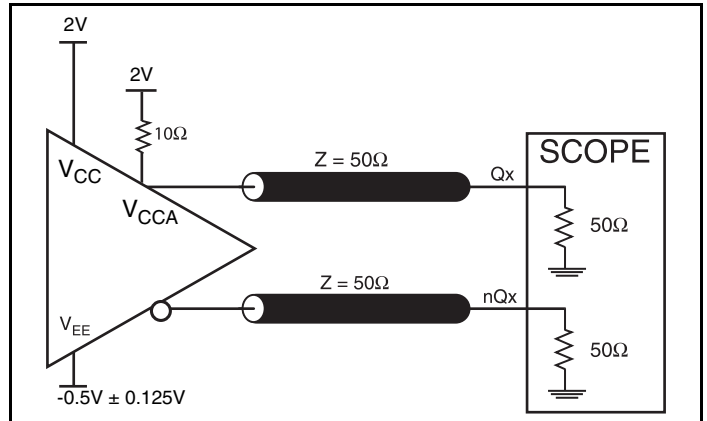 2V
2V
10Ω
SCOPE
Z = 50Ω
VCC
Qx
VCCA
50Ω
Z = 50Ω
nQx
VEE
50Ω
-0.5V ± 0.125V